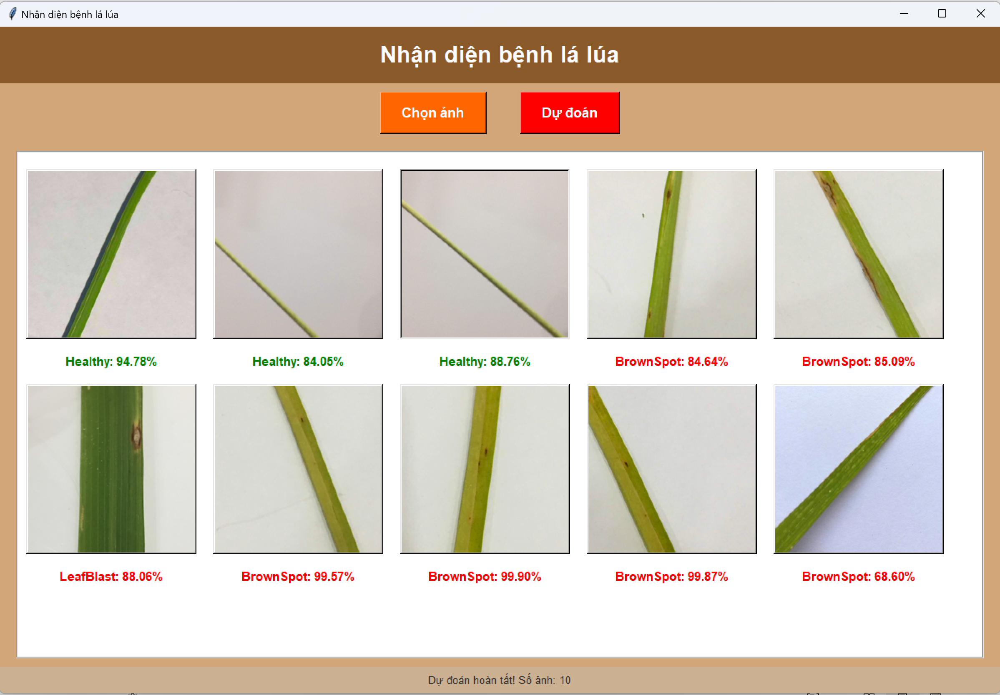 Nhận diện bệnh lá lúa
Nhận diện bệnh lá lúa
Chọn ảnh
Dự đoán
Healthy: 94.78%
Healthy: 84.05%
Healthy: 88.76%
BrownSpot: 84.64%
BrownSpot: 85.09%
LeafBlast: 88.06%
BrownSpot: 99.57%
BrownSpot: 99.90%
BrownSpot: 99.87%
BrownSpot: 68.60%
Dự đoán hoàn tất! Số ảnh: 10